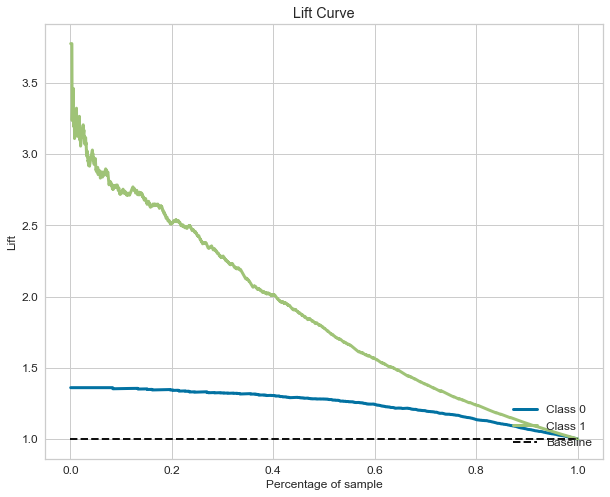 Lift Curve
3.5
3.0
2.5
2.0
1.5
1.0
Lift
Class 0
Class 1
Baseline
0.0 0.2 0.4 0.6 0.8 1.0
Percentage of sample